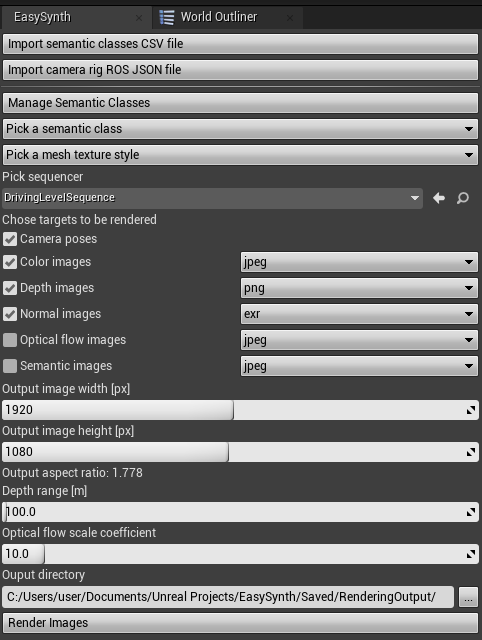 EasySynth World Outliner
Import semantic classes CSV file
Import camera rig ROS JSON file
Manage Semantic Classes
Pick a semantic class
Pick a mesh texture style
Pick sequencer
DrivingLevelSequence
Chose targets to be rendered
Camera poses
Color images jpeg
Depth images png
Normal images exr
Optical flow images jpeg
Semantic images jpeg
Output image width [px]
1920
Output image height [px]
1080
Output aspect ratio: 1.778
Depth range [m]
100.0
Optical flow scale coefficient
10.0
Ouput directory
C:/Users/user/Documents/Unreal Projects/EasySynth/Saved/RenderingOutput/ ...
Render Images